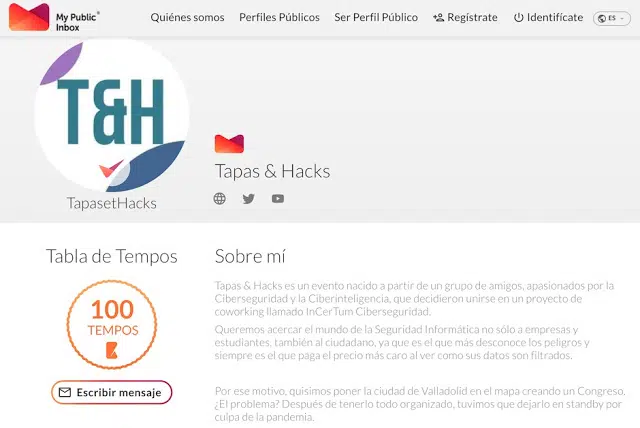 My Public®
Inbox
Quiénes somos
Perfiles Públicos
Ser Perfil Público
Regístrate
Identifícate
ES
T&H
TapasetHacks
Tapas & Hacks
Tabla de Tempos
100
TEMPOS
Escribir mensaje
Sobre mí
Tapas & Hacks es un evento nacido a partir de un grupo de amigos, apasionados por la
Ciberseguridad y la Ciberinteligencia, que decidieron unirse en un proyecto de
coworking llamado InCerTum Ciberseguridad.
Queremos acercar el mundo de la Seguridad Informática no sólo a empresas y
estudiantes, también al ciudadano, ya que es el que más desconoce los peligros y
siempre es el que paga el precio más caro al ver como sus datos son filtrados.
Por ese motivo, quisimos poner la ciudad de Valladolid en el mapa creando un Congreso.
¿El problema? Después de tenerlo todo organizado, tuvimos que dejarlo en standby por
culpa de la pandemia.